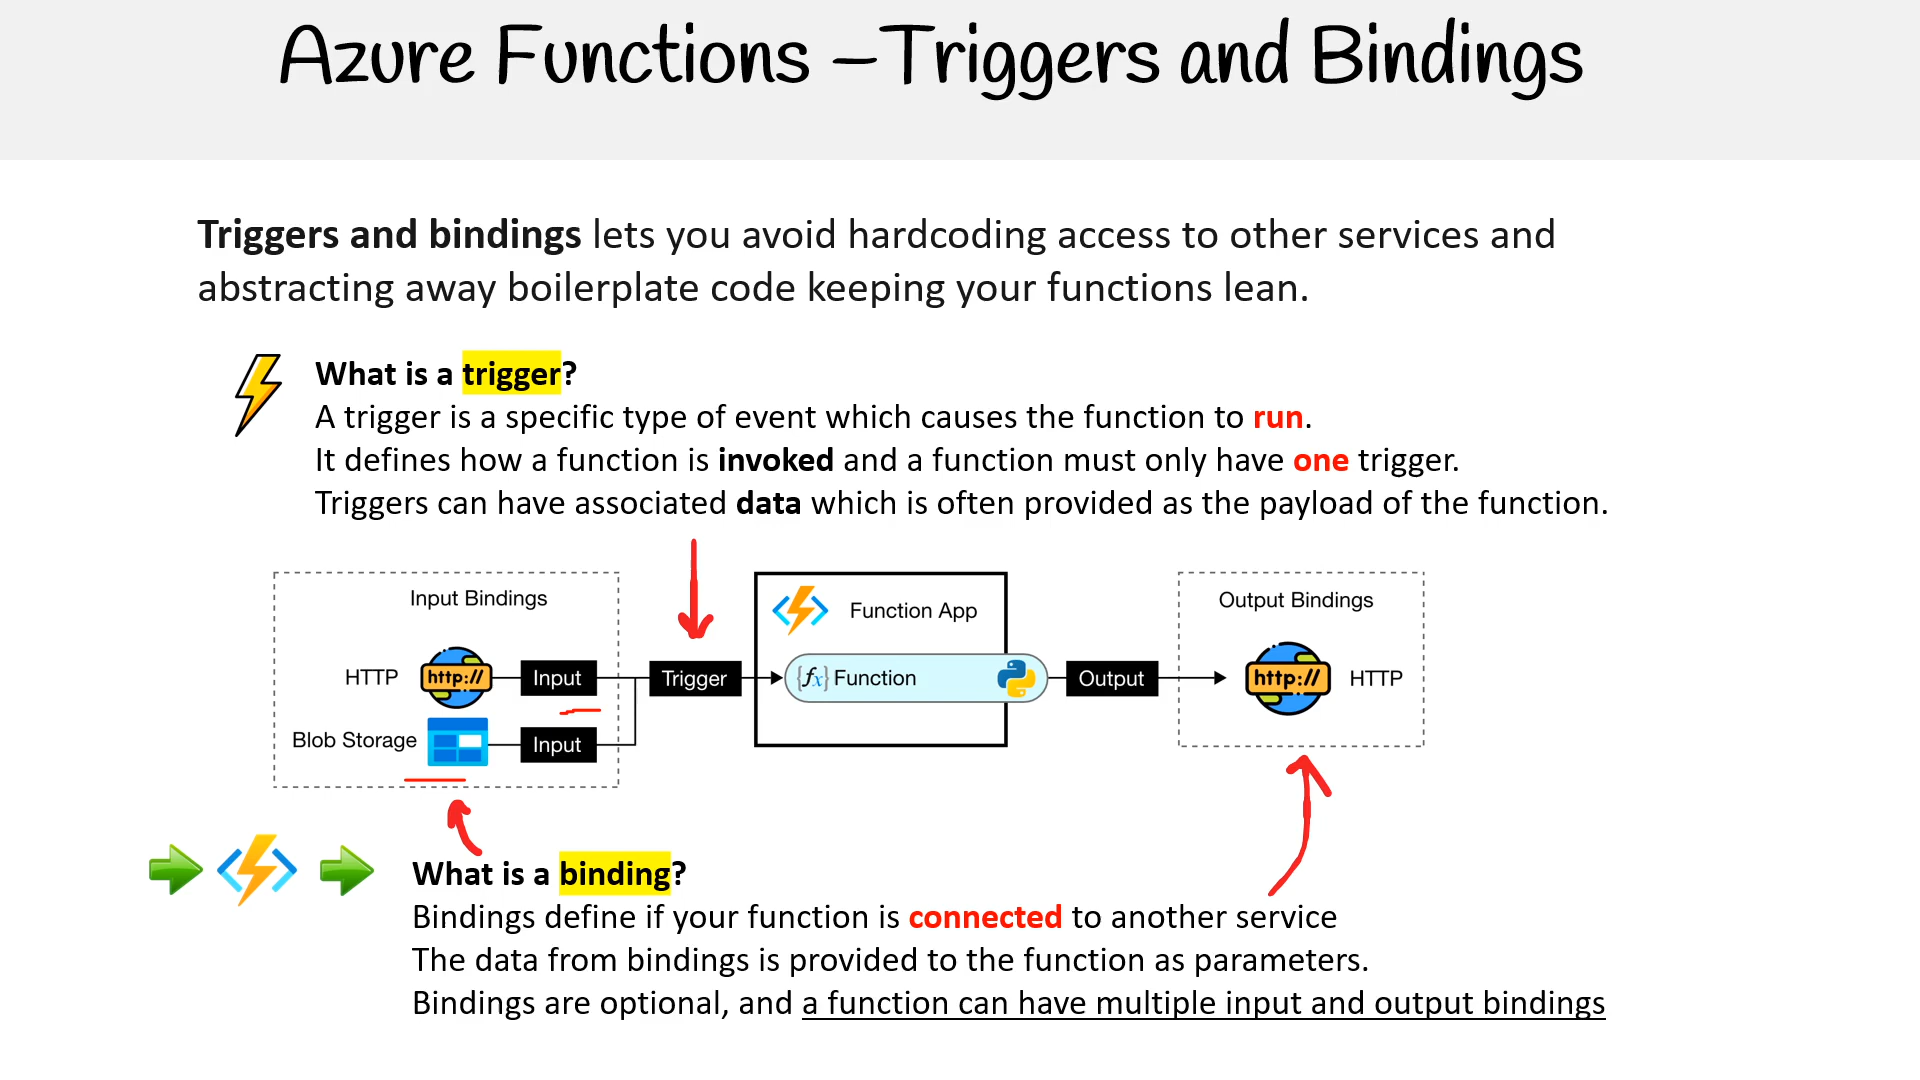 Azure Functions –Triggers and Bindings
Triggers and bindings lets you avoid hardcoding access to other services and
abstracting away boilerplate code keeping your functions lean.
What is a trigger?
A trigger is a specific type of event which causes the function to run.
It defines how a function is invoked and a function must only have one trigger.
Triggers can have associated data which is often provided as the payload of the function.
Input Bindings
HTTP
http://
Input
Blob Storage
Input
Trigger
Function App
{fx} Function
Output
Output Bindings
http://
HTTP
What is a binding?
Bindings define if your function is connected to another service
The data from bindings is provided to the function as parameters.
Bindings are optional, and a function can have multiple input and output bindings